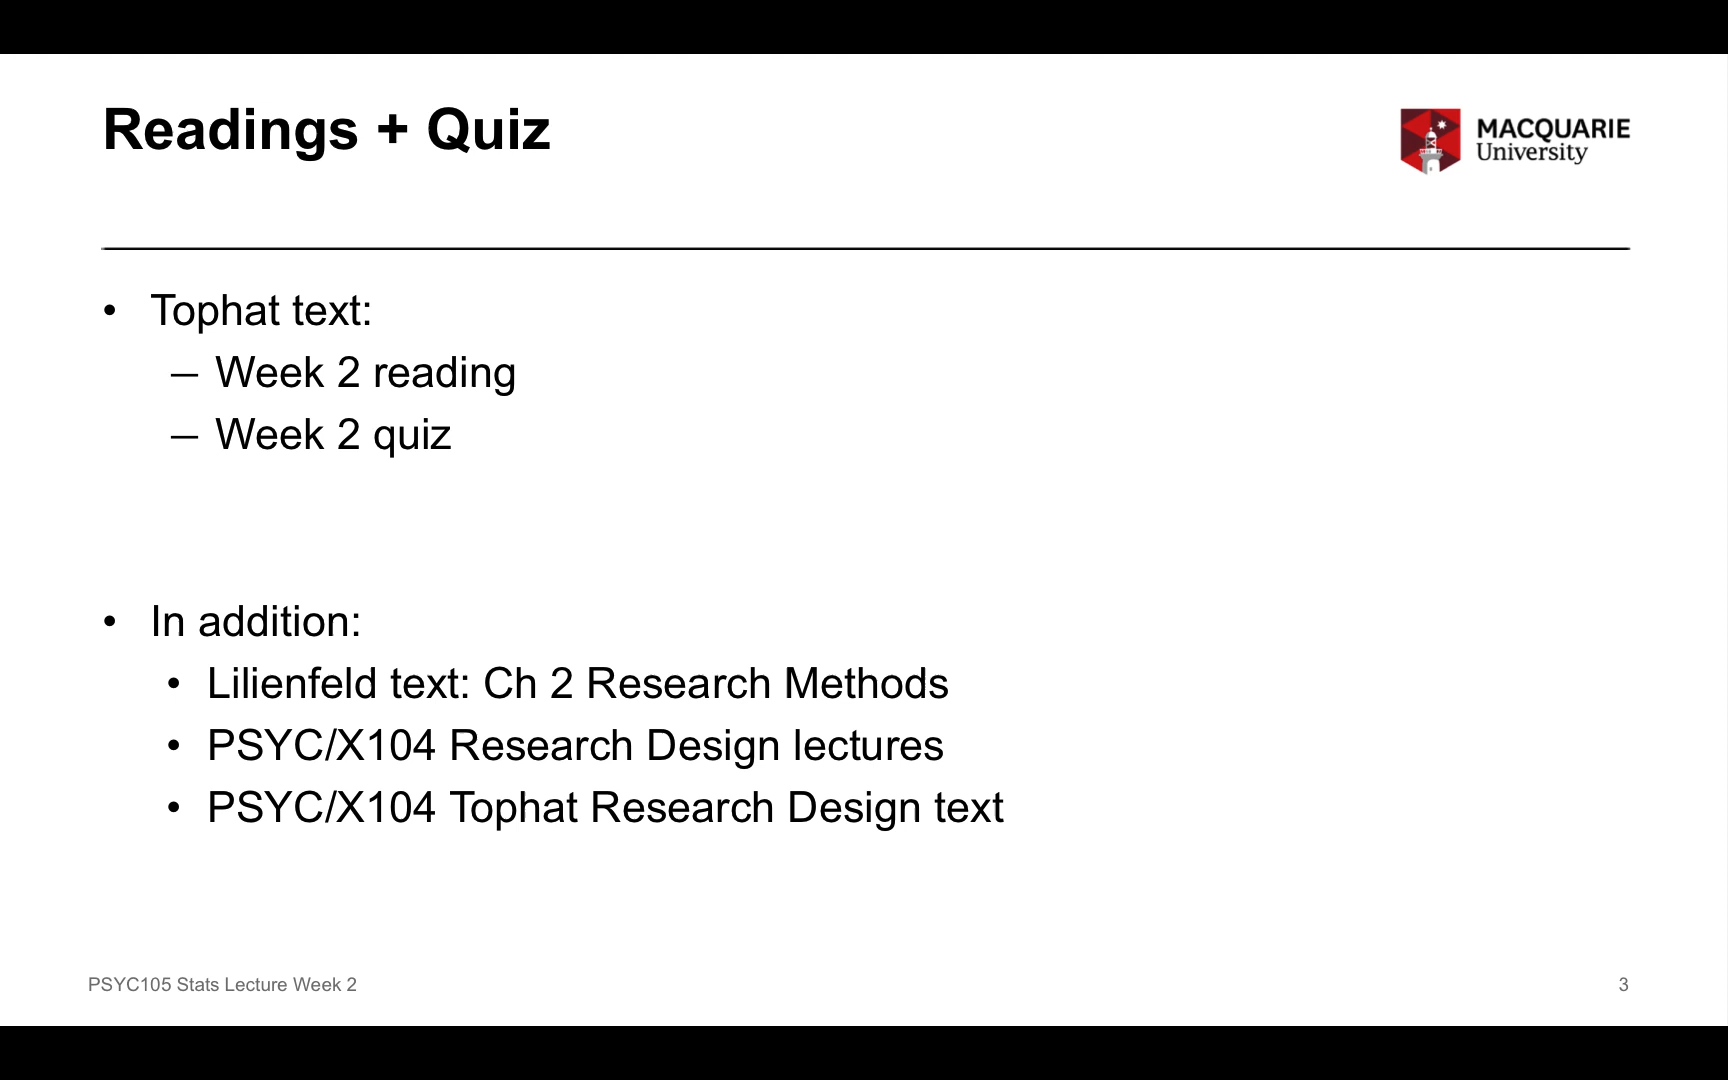 Readings + Quiz
MACQUARIE
University
• Tophat text:
– Week 2 reading
– Week 2 quiz
• In addition:
• Lilienfeld text: Ch 2 Research Methods
• PSYC/X104 Research Design lectures
• PSYC/X104 Tophat Research Design text
PSYC105 Stats Lecture Week 2
3